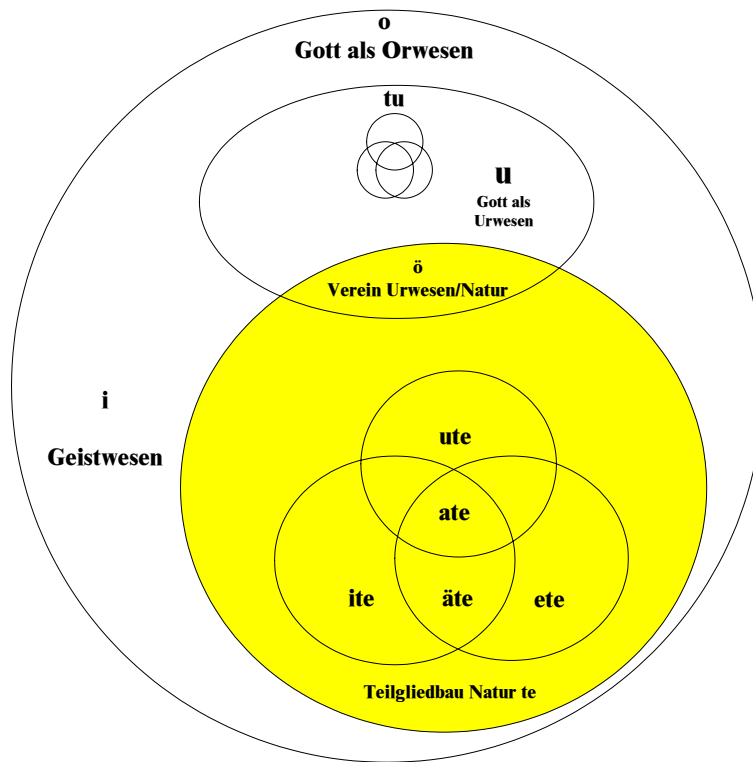 o
Gott als Orwesen
tu
u
Gott als
Urwesen
ö
Verein Urwesen/Natur
i
Geistwesen
ute
ate
ite äte ete
Teilgliedbau Natur te